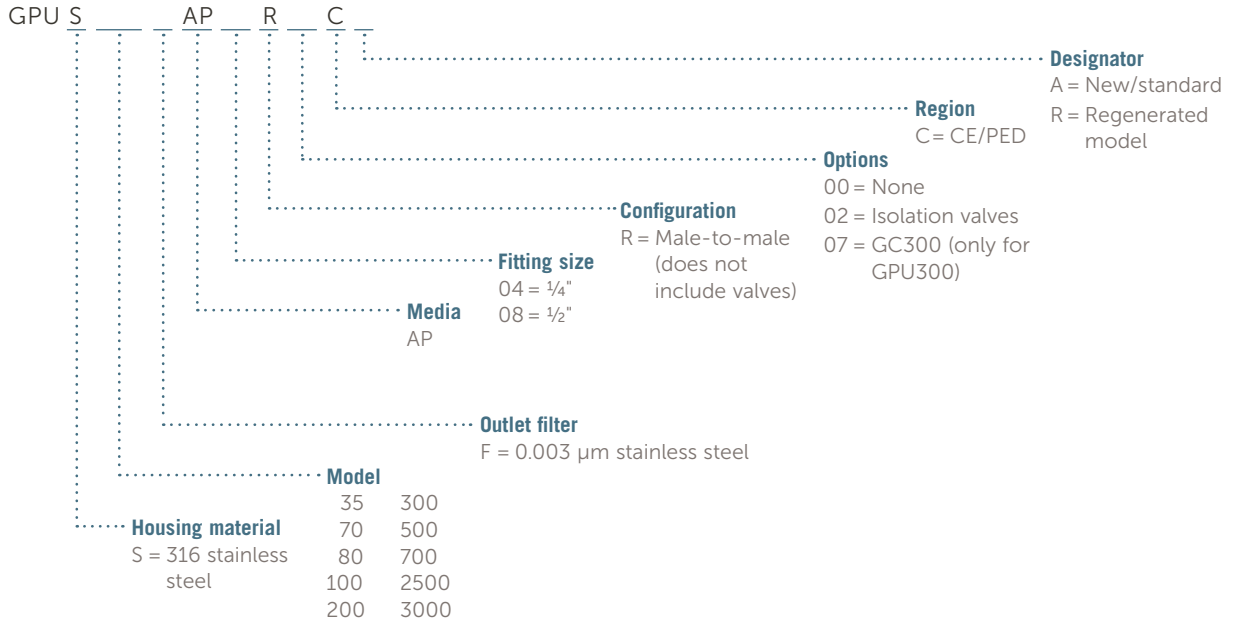 GPU S AP R C
Designator
A = New/standard
R = Regenerated
model
Region
C = CE/PED
Options
00 = None
02 = Isolation valves
07 = GC300 (only for
GPU300)
Configuration
R = Male-to-male
(does not
include valves)
Fitting size
04 = ¼"
08 = ½"
Media
AP
Outlet filter
F = 0.003 µm stainless steel
Model
35 300
70 500
80 700
100 2500
200 3000
Housing material
S = 316 stainless
steel